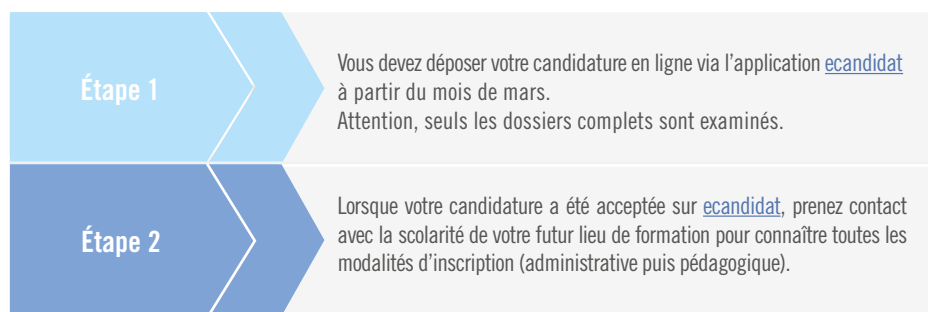 Étape 1
Vous devez déposer votre candidature en ligne via l'application ecandidat
à partir du mois de mars.
Attention, seuls les dossiers complets sont examinés.
Étape 2
Lorsque votre candidature a été acceptée sur ecandidat, prenez contact
avec la scolarité de votre futur lieu de formation pour connaître toutes les
modalités d'inscription (administrative puis pédagogique).